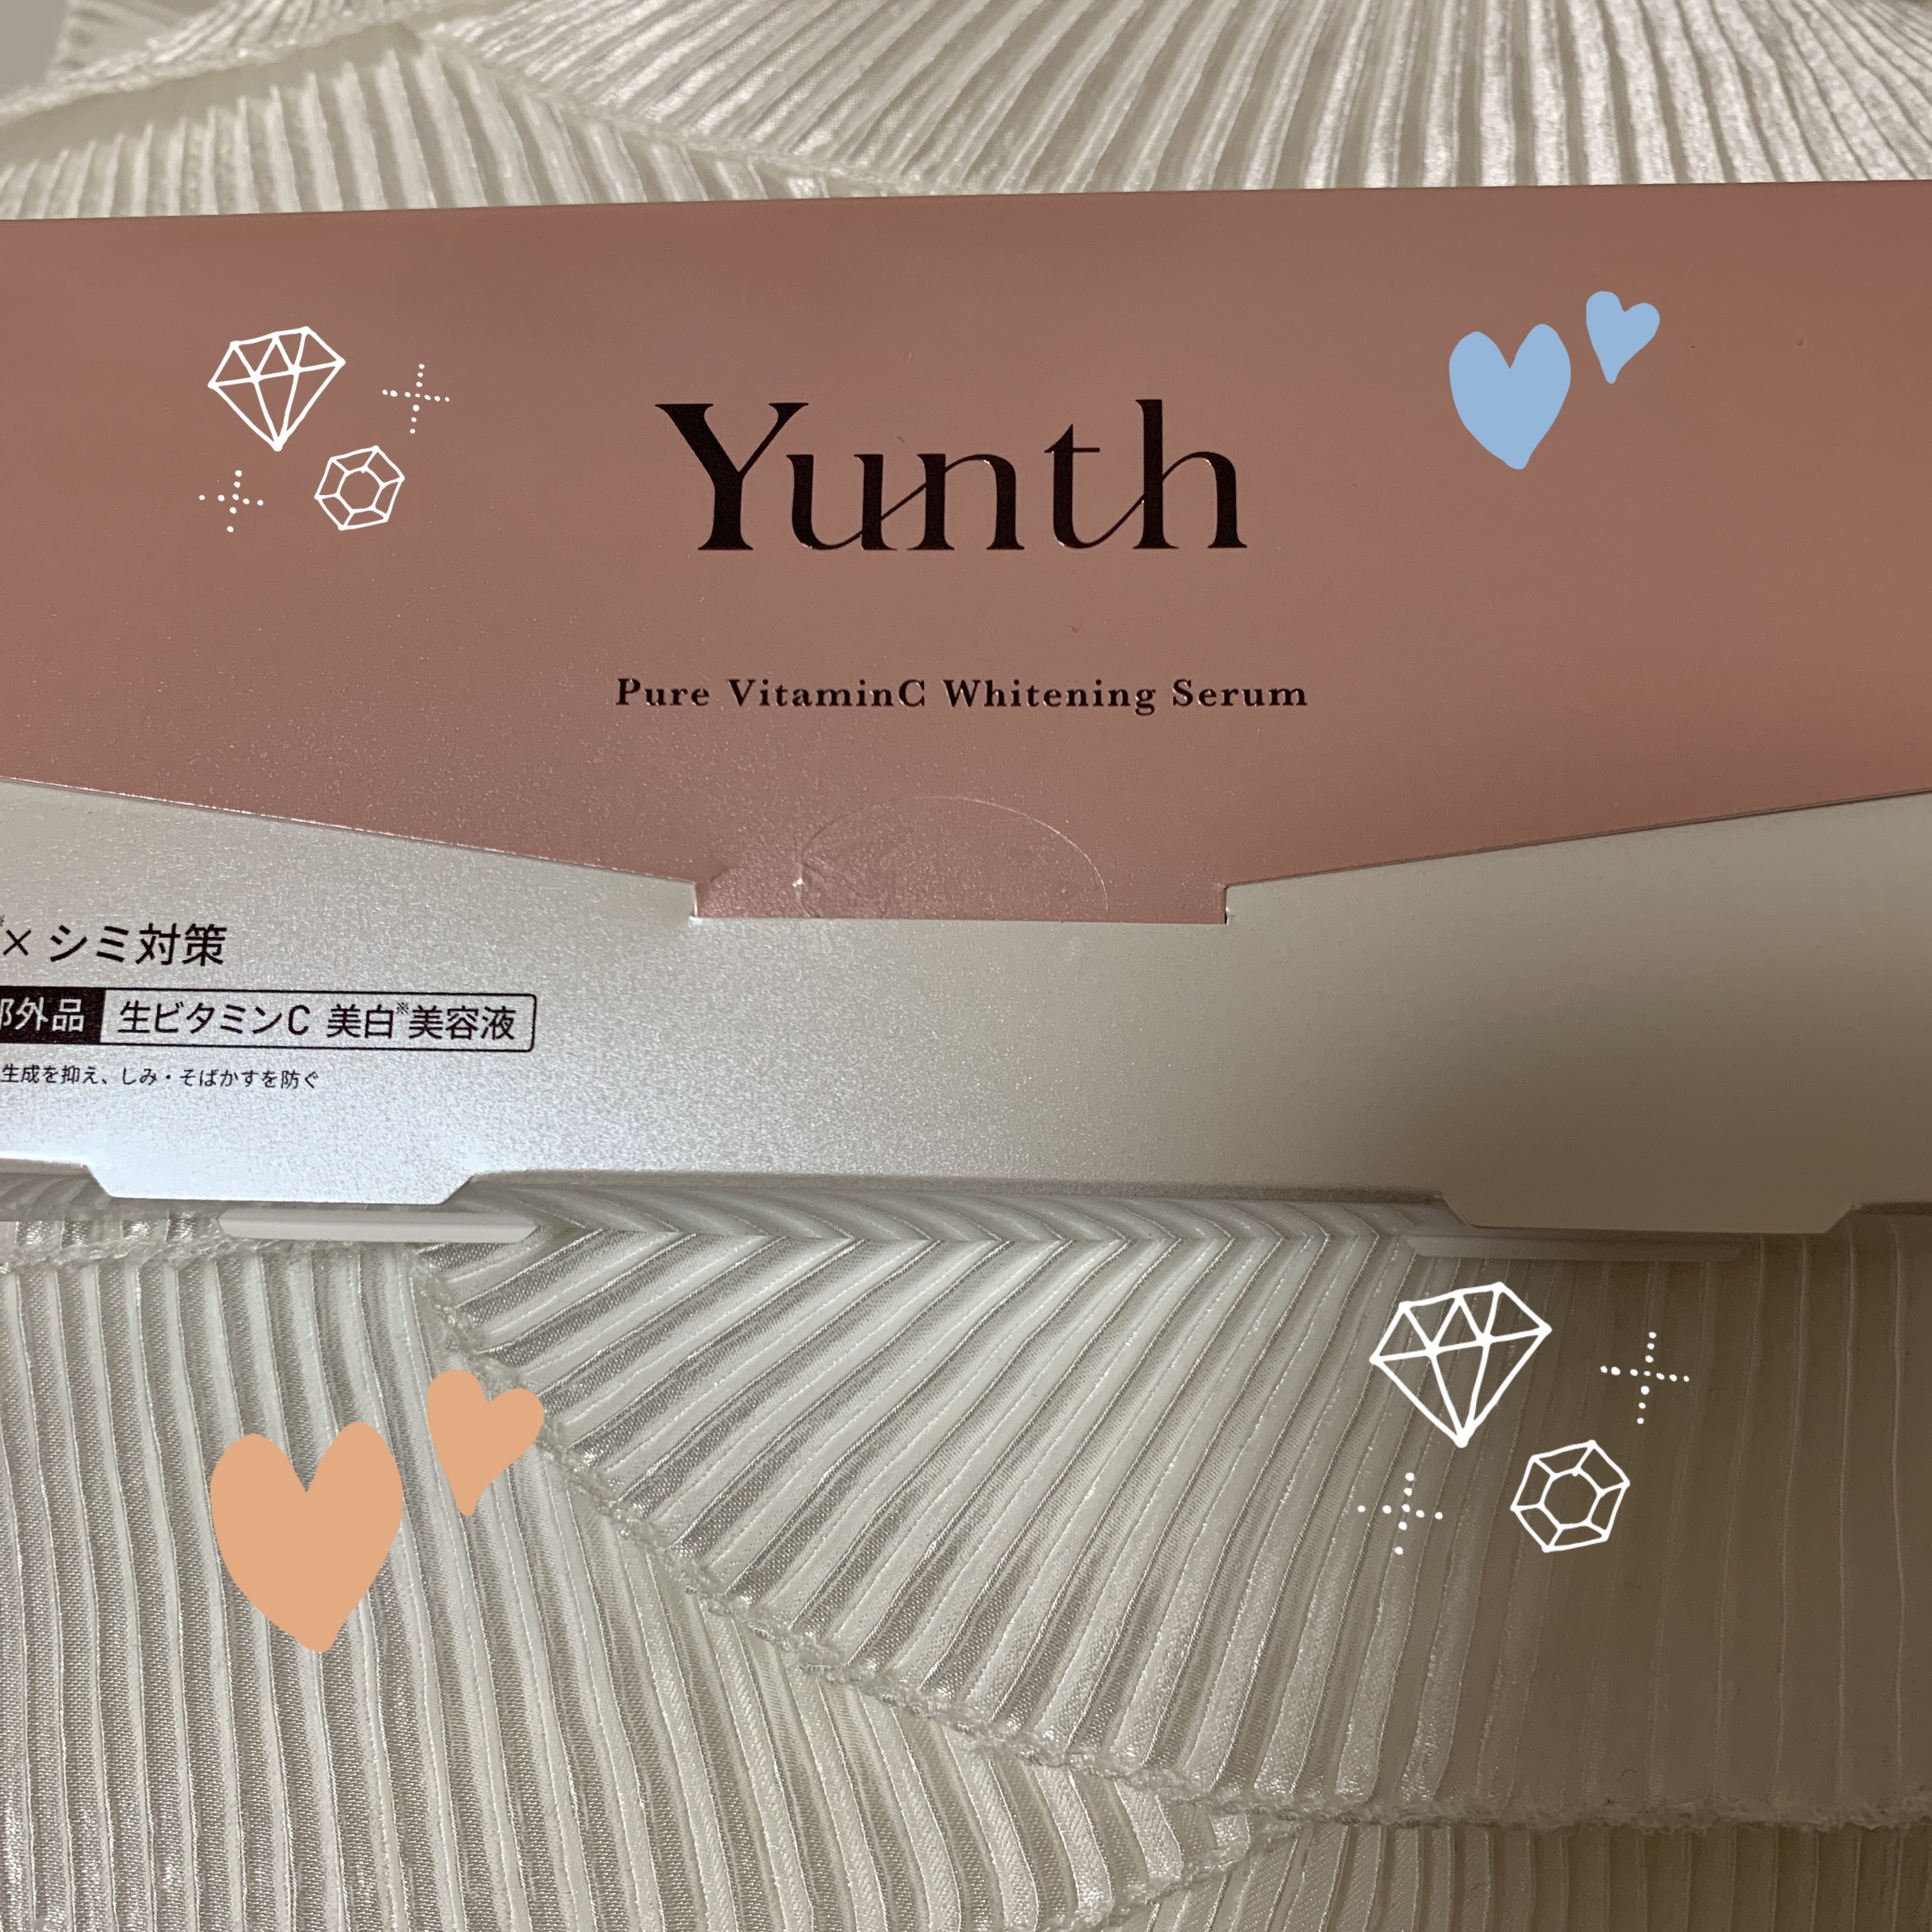 Yunth
Pure VitaminC Whitening Serum
× シミ対策
部外品 生ビタミンC 美白※美容液
生成を抑え、しみ・そばかすを防ぐ